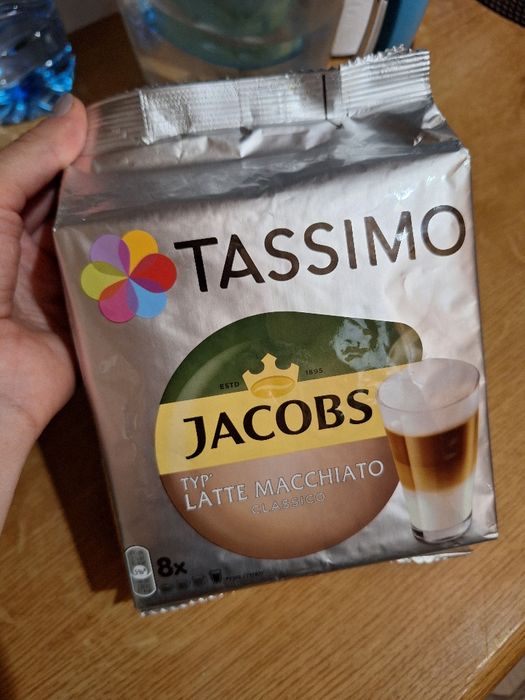 TASSIMO
ESTD 1895
JACOBS
TYP*
LATTE MACCHIATO
CLASSICO
8x